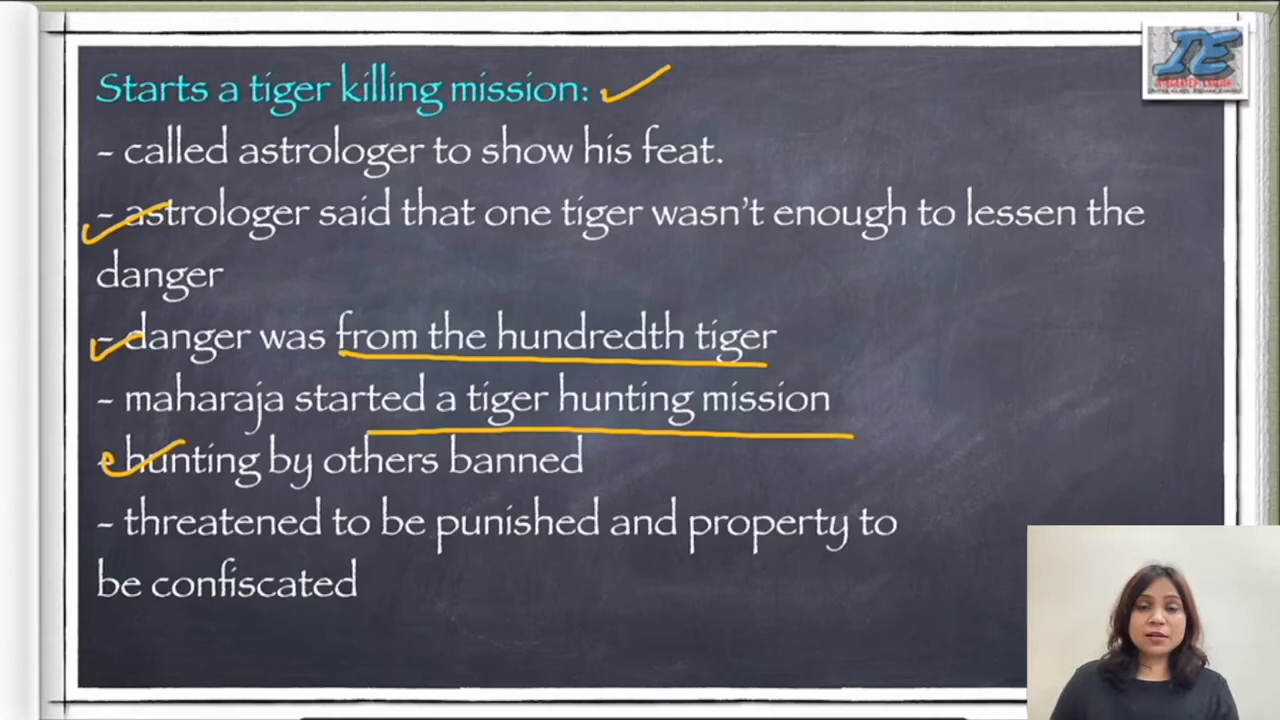 Starts a tiger killing mission:
- called astrologer to show his feat.
- astrologer said that one tiger wasn't enough to lessen the
danger
- danger was from the hundredth tiger
- maharaja started a tiger hunting mission
- hunting by others banned
- threatened to be punished and property to
be confiscated
IE